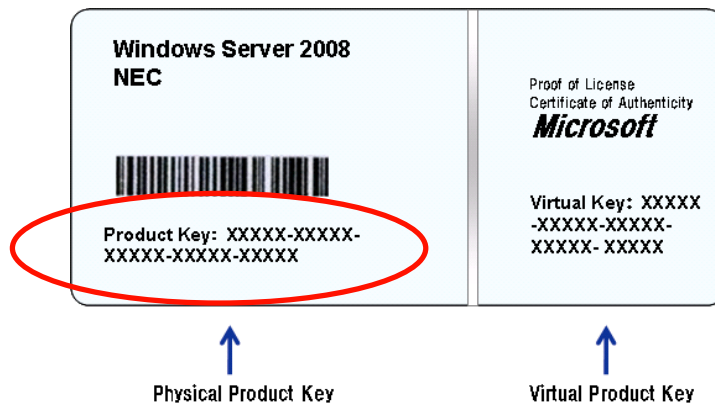 Windows Server 2008
NEC
Product Key: XXXXX-XXXXX-
XXXXX-XXXXX-XXXXX
Proof of License
Certificate of Authenticity
Microsoft
Virtual Key: XXXXX
-XXXXX-XXXXX-
XXXXX- XXXXX
Physical Product Key
Virtual Product Key